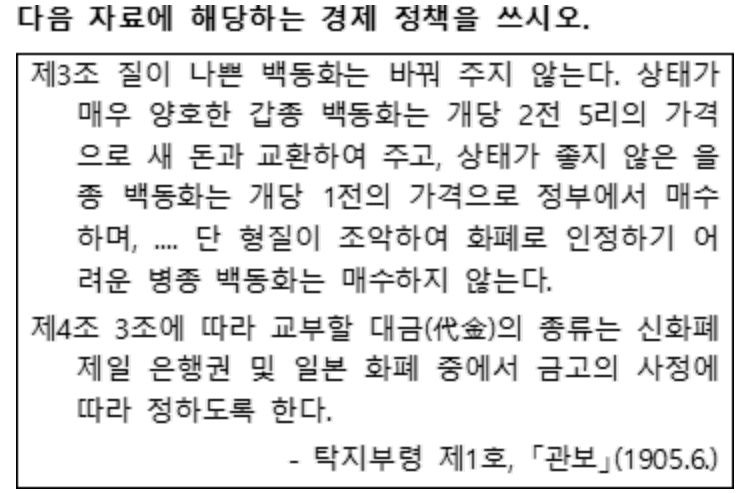 다음 자료에 해당하는 경제 정책을 쓰시오.
제3조 질이 나쁜 백동화는 바꿔 주지 않는다. 상태가
매우 양호한 갑종 백동화는 개당 2전 5리의 가격
으로 새 돈과 교환하여 주고, 상태가 좋지 않은 을
종 백동화는 개당 1전의 가격으로 정부에서 매수
하며, .... 단 형질이 조악하여 화폐로 인정하기 어
려운 병종 백동화는 매수하지 않는다.
제4조 3조에 따라 교부할 대금(代金)의 종류는 신화폐
제일 은행권 및 일본 화폐 중에서 금고의 사정에
따라 정하도록 한다.
- 탁지부령 제1호, 「관보」(1905.6.)